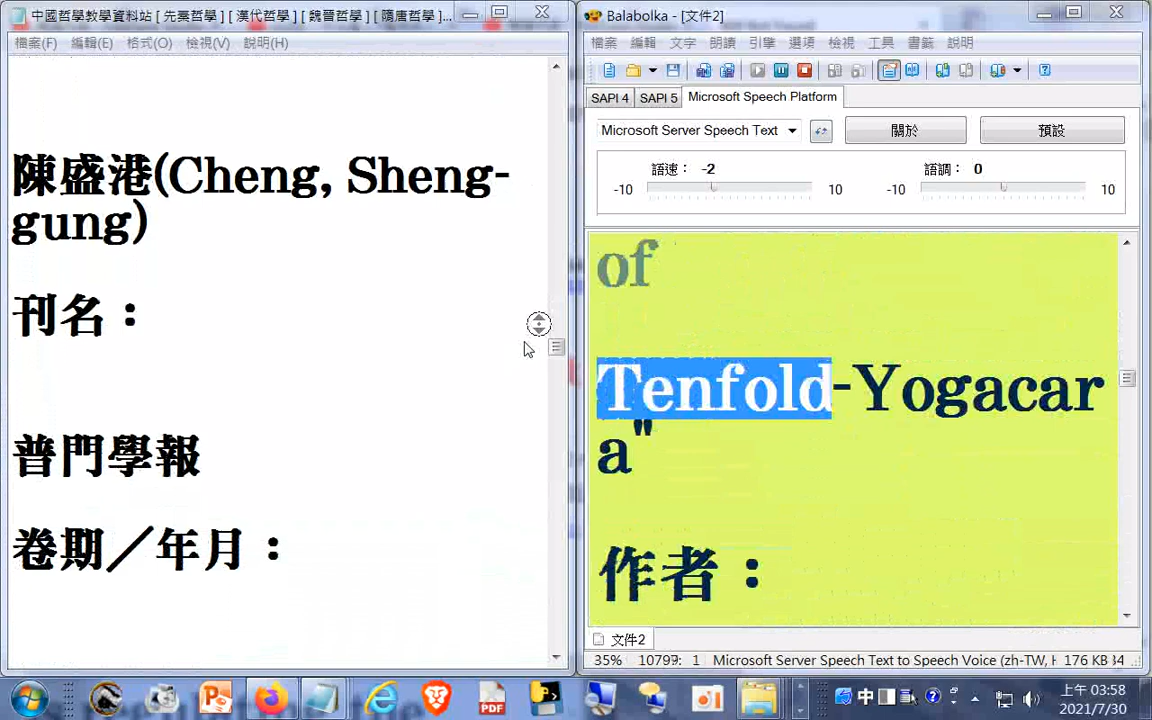 中國哲學教學資料站 [ 先秦哲學 ] [ 漢代哲學 ] [ 魏晉哲學 ] [ 隋唐哲學 ]...
檔案(F) 編輯(E) 格式(O) 檢視(V) 說明(H)
陳盛港(Cheng, Sheng-
gung)
刊名：
普門學報
卷期／年月：
Balabolka - [文件2]
檔案 編輯 文字 朗讀 引擎 選項 檢視 工具 書籤 說明
SAPI 4 SAPI 5 Microsoft Speech Platform
Microsoft Server Speech Text 關於 預設
語速： -2 語調： 0
-10 10 -10 10
of
Tenfold-Yogacar
a"
作者：
文件2
35% 10799: 1 Microsoft Server Speech Text to Speech Voice (zh-TW, H 176 KB
PDF 中 上午 03:58
2021/7/30